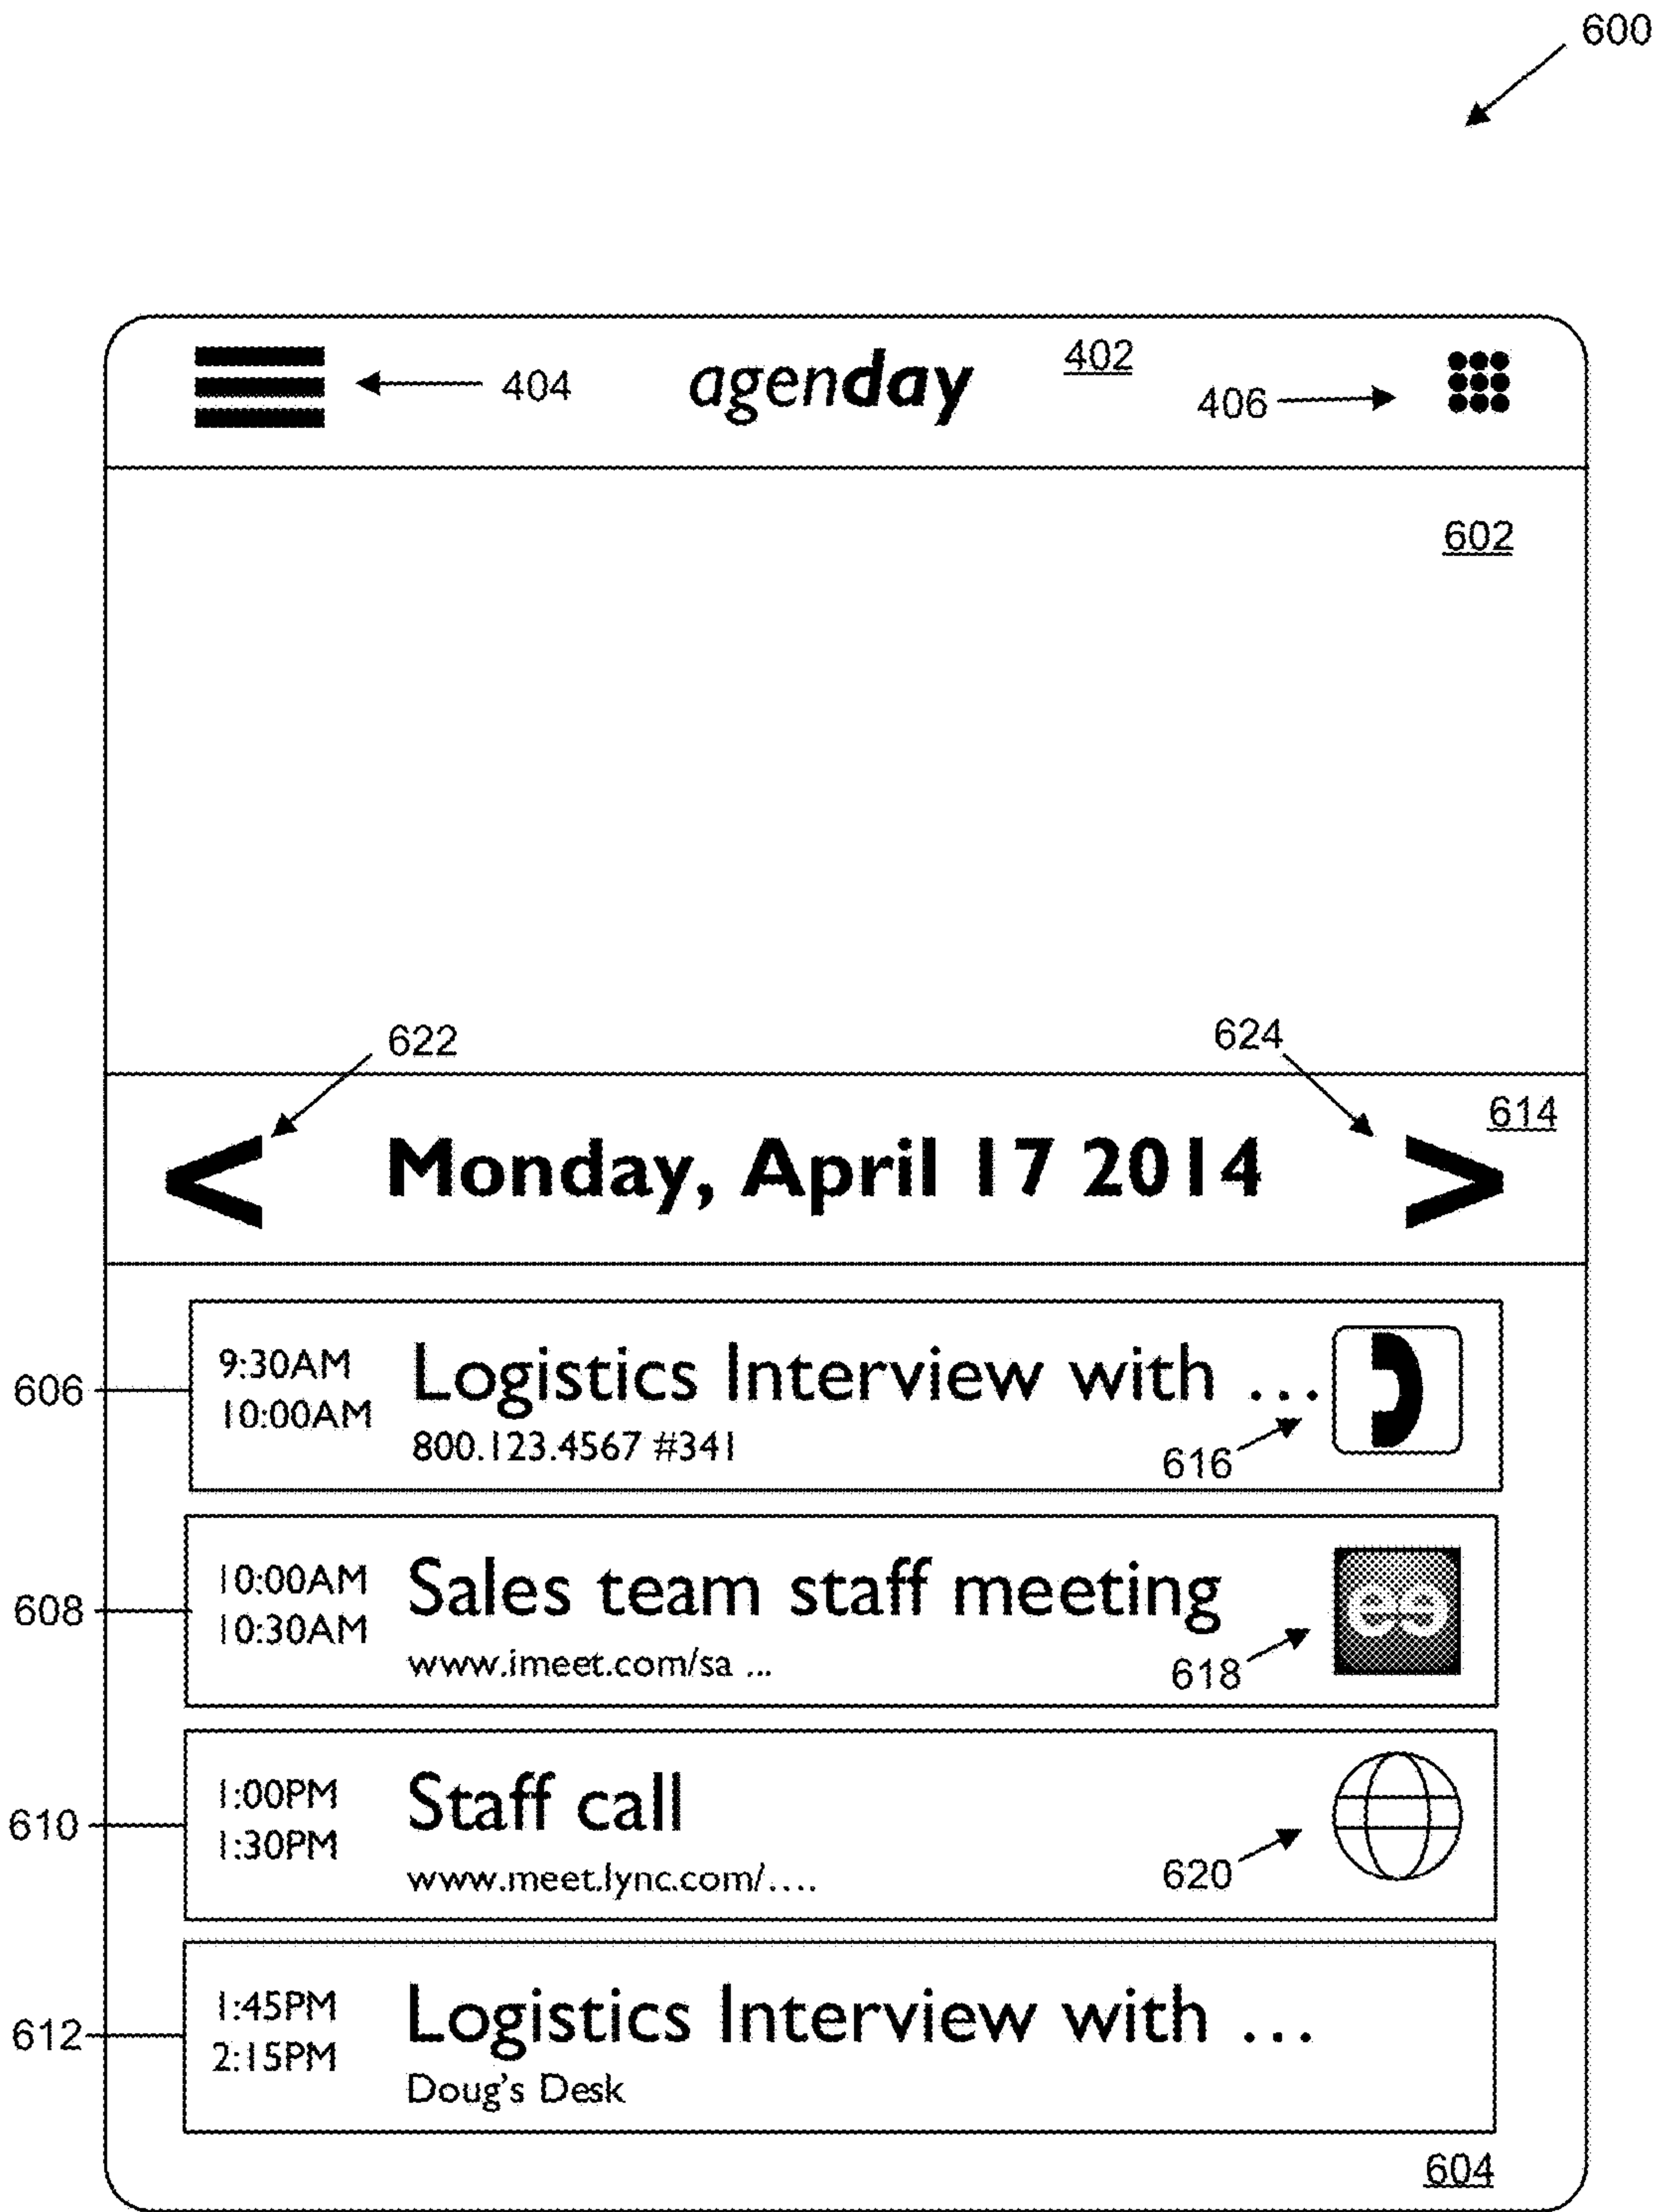 600
404
agenday
402
406
602
622
624
614
< Monday, April 17 2014 >
606
9:30AM
10:00AM
Logistics Interview with ...
800.123.4567 #341
616
608
10:00AM
10:30AM
Sales team staff meeting
www.imeet.com/sa ...
618
ee
610
1:00PM
1:30PM
Staff call
www.meet.lync.com/....
620
612
1:45PM
2:15PM
Logistics Interview with ...
Doug's Desk
604